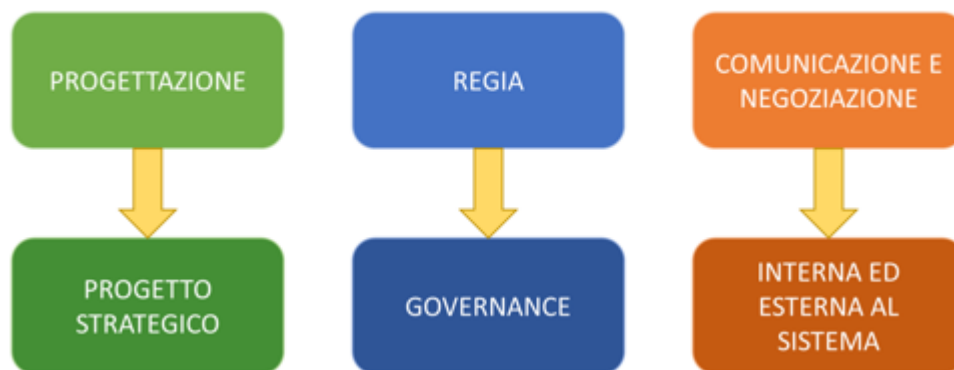 PROGETTAZIONE
REGIA
COMUNICAZIONE E
NEGOZIAZIONE
PROGETTO
STRATEGICO
GOVERNANCE
INTERNA ED
ESTERNA AL
SISTEMA